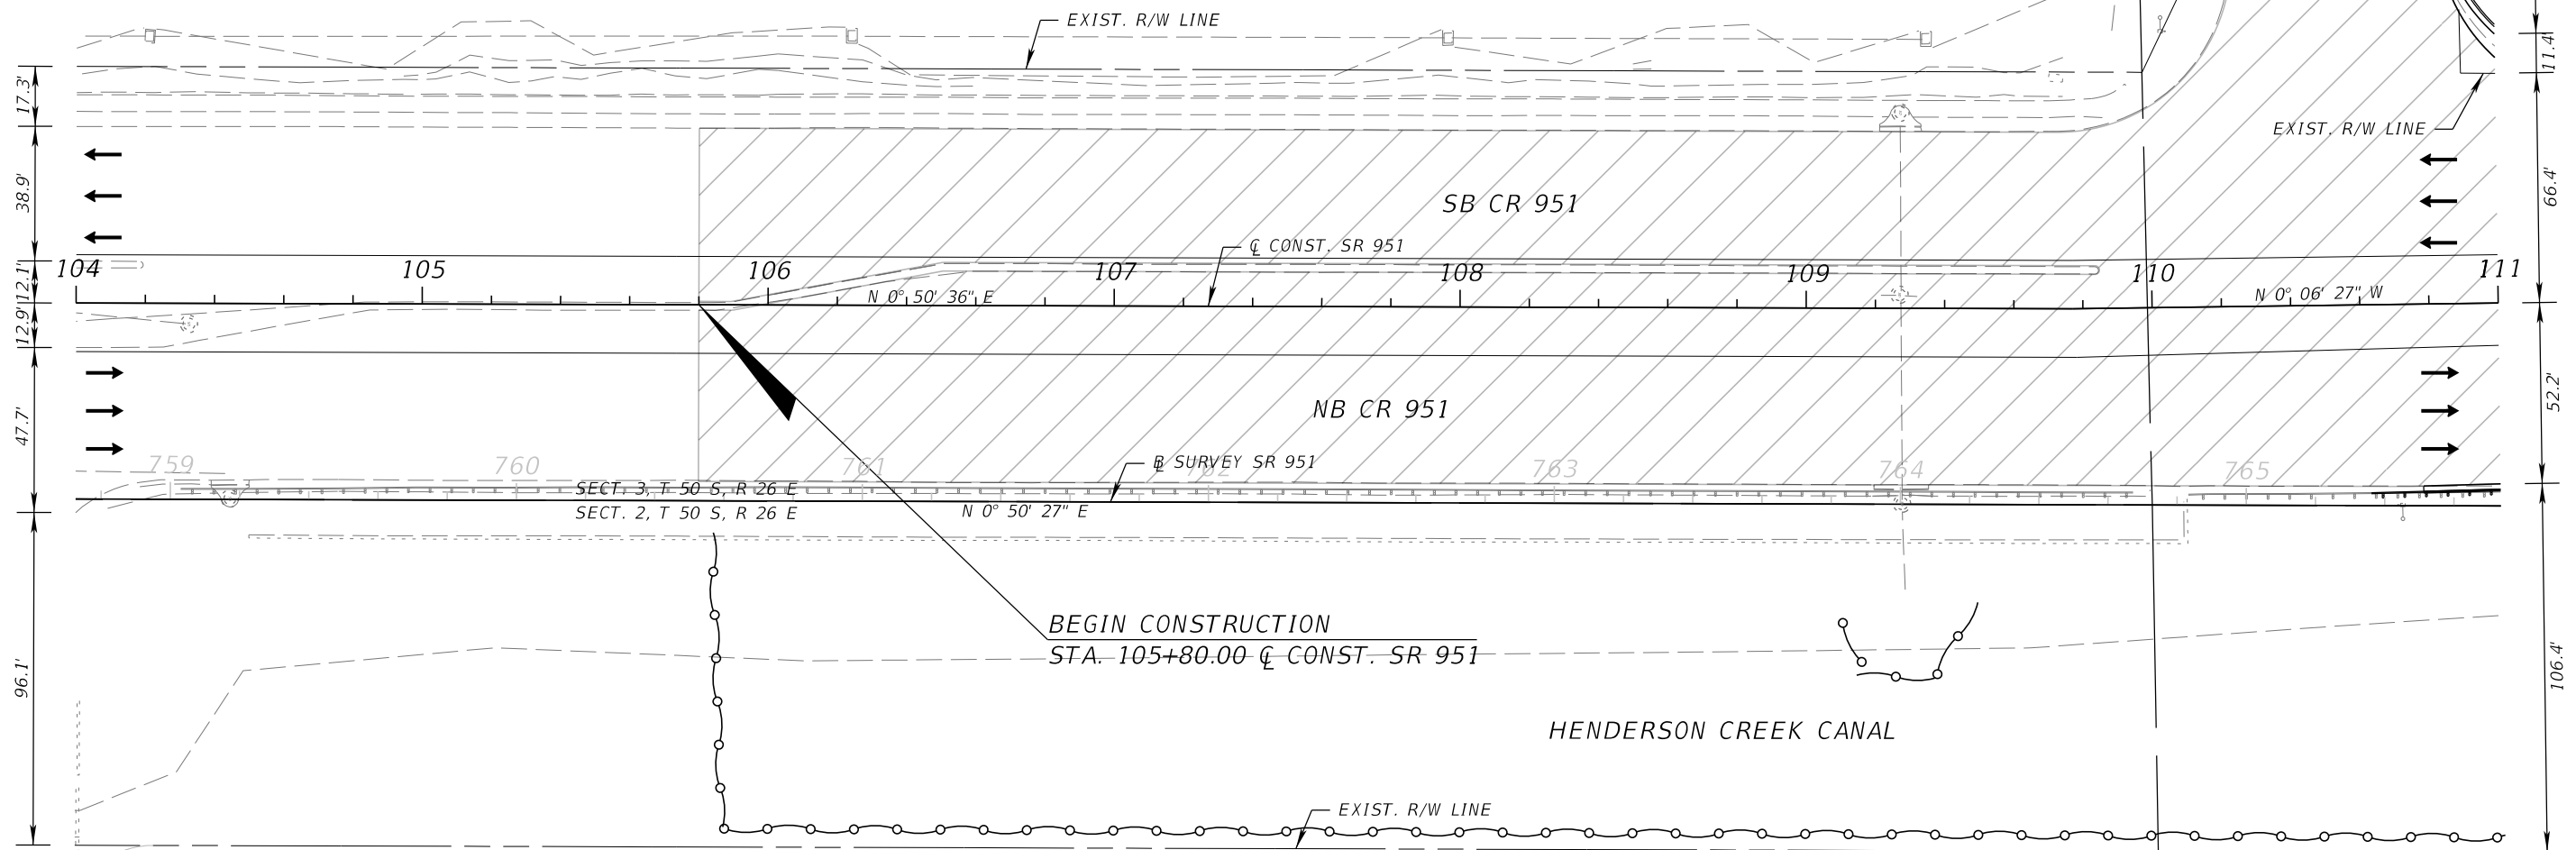 EXIST. R/W LINE
11.4'
17.3'
EXIST. R/W LINE
38.9'
66.4'
SB CR 951
℄ CONST. SR 951
12.1'
104
105
106
107
108
109
110
111
N 0° 50' 36" E
N 0° 06' 27" W
12.9'
47.7'
52.2'
NB CR 951
759
760
761
762
763
764
765
B SURVEY SR 951
SECT. 3, T 50 S, R 26 E
SECT. 2, T 50 S, R 26 E
N 0° 50' 27" E
BEGIN CONSTRUCTION
STA. 105+80.00 ℄ CONST. SR 951
96.1'
106.4'
HENDERSON CREEK CANAL
EXIST. R/W LINE